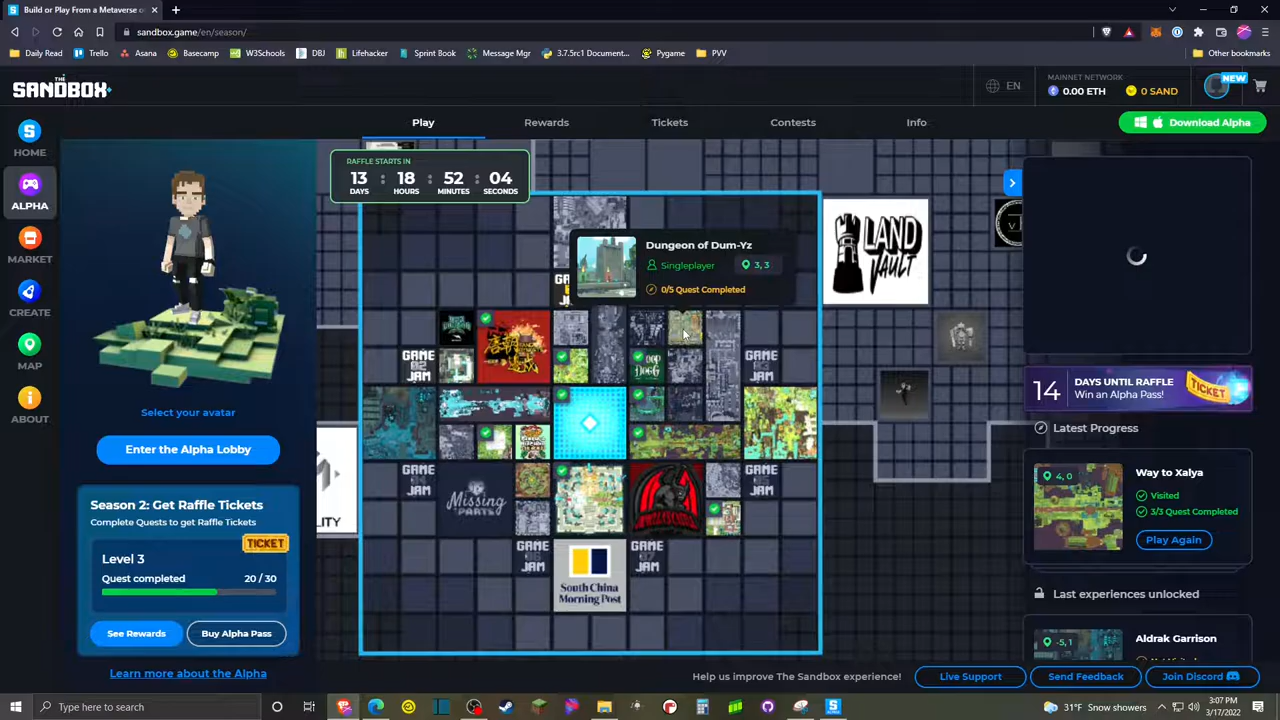 Build or Play From a Metaverse o
sandbox.game/en/season/
Daily Read
Trello
Asana
Basecamp
W3Schools
DBJ
Lifehacker
Sprint Book
Message Mgr
3.7.5rc1 Document...
Pygame
PVV
Other bookmarks
THE
SANDBOX
EN
MAINNET NETWORK
0.00 ETH
0 SAND
NEW
Play
Rewards
Tickets
Contests
Info
Download Alpha
HOME
ALPHA
MARKET
CREATE
MAP
ABOUT
Select your avatar
Enter the Alpha Lobby
Season 2: Get Raffle Tickets
Complete Quests to get Raffle Tickets
TICKET
Level 3
Quest completed
20 / 30
See Rewards
Buy Alpha Pass
Learn more about the Alpha
RAFFLE STARTS IN
13 : 18 : 52 : 04
DAYS HOURS MINUTES SECONDS
Dungeon of Dum-Yz
Singleplayer
3, 3
0/5 Quest Completed
LAND
VAULT
GAME
JAM
GAME
JAM
DOGG
GAME
JAM
GAME
JAM
Missing
PARTS
GAME
JAM
GAME
JAM
GAME
JAM
LITY
South China
Morning Post
14
DAYS UNTIL RAFFLE
Win an Alpha Pass!
TICKET
Latest Progress
4, 0
Way to Xalya
Visited
3/3 Quest Completed
Play Again
Last experiences unlocked
-5, 1
Aldrak Garrison
Help us improve The Sandbox experience!
Live Support
Send Feedback
Join Discord
Type here to search
31°F Snow showers
3:07 PM
3/17/2022